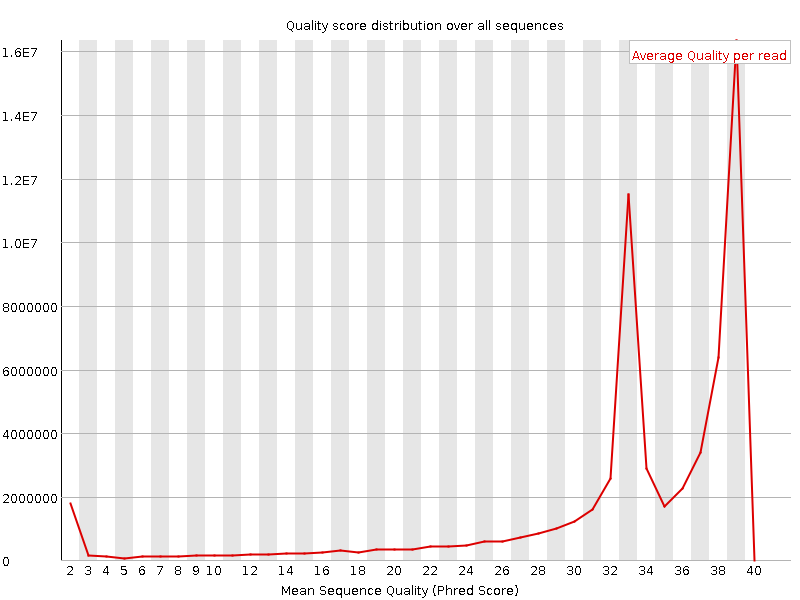 Quality score distribution over all sequences
Average Quality per read
1.6E7
1.4E7
1.2E7
1.0E7
8000000
6000000
4000000
2000000
0
2 3 4 5 6 7 8 9 10 12 14 16 18 20 22 24 26 28 30 32 34 36 38 40
Mean Sequence Quality (Phred Score)